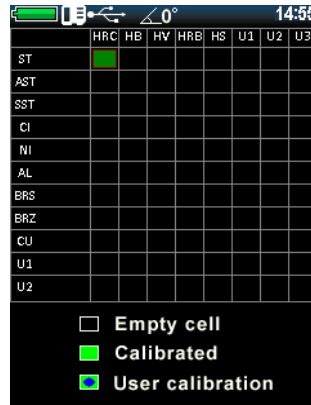 0° 14:55
HRC HB HV HRB HS U1 U2 U3
ST
AST
SST
CI
NI
AL
BRS
BRZ
CU
U1
U2
Empty cell
Calibrated
User calibration